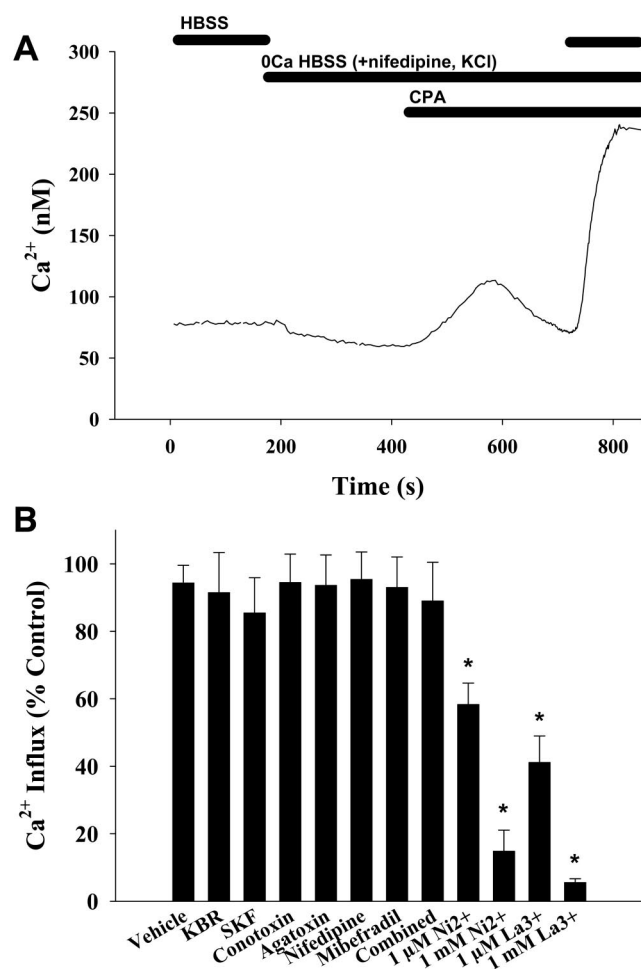 A
HBSS
0Ca HBSS (+nifedipine, KCl)
CPA
Ca2+
(nM)
300
250
200
150
100
50
0
0 200 400 600 800
Time (s)
B
Ca2+ Influx (% Control)
100
80
60
40
20
0
* * * *
Vehicle
KBR
SKF
Conotoxin
Agatoxin
Nifedipine
Mibefradil
Combined
1 µM Ni2+
1 mM Ni2+
1 µM La3+
1 mM La3+